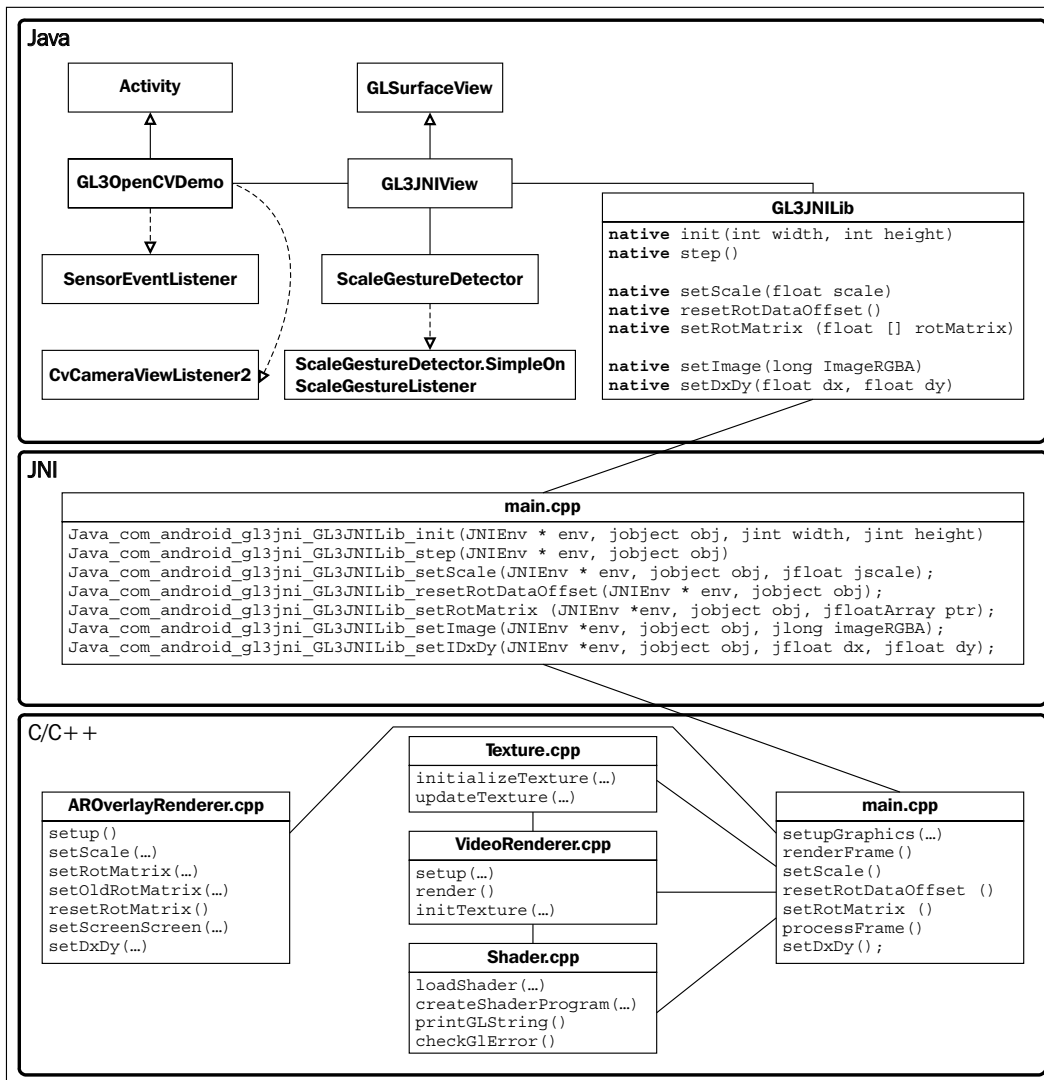 Java
Activity
GLSurfaceView
GL3OpenCVDemo
GL3JNIView
GL3JNILib
native init(int width, int height)
native step()
native setScale(float scale)
native resetRotDataOffset()
native setRotMatrix (float [] rotMatrix)
native setImage(long ImageRGBA)
native setDxDy(float dx, float dy)
SensorEventListener
ScaleGestureDetector
CvCameraViewListener2
ScaleGestureDetector.SimpleOn
ScaleGestureListener
JNI
main.cpp
Java_com_android_gl3jni_GL3JNILib_init(JNIEnv * env, jobject obj, jint width, jint height)
Java_com_android_gl3jni_GL3JNILib_step(JNIEnv * env, jobject obj)
Java_com_android_gl3jni_GL3JNILib_setScale(JNIEnv * env, jobject obj, jfloat jscale);
Java_com_android_gl3jni_GL3JNILib_resetRotDataOffset(JNIEnv * env, jobject obj);
Java_com_android_gl3jni_GL3JNILib_setRotMatrix (JNIEnv *env, jobject obj, jfloatArray ptr);
Java_com_android_gl3jni_GL3JNILib_setImage(JNIEnv *env, jobject obj, jlong imageRGBA);
Java_com_android_gl3jni_GL3JNILib_setIDxDy(JNIEnv *env, jobject obj, jfloat dx, jfloat dy);
C/C++
AROverlayRenderer.cpp
setup()
setScale(…)
setRotMatrix(…)
setOldRotMatrix(…)
resetRotMatrix()
setScreenScreen(…)
setDxDy(…)
Texture.cpp
initializeTexture(…)
updateTexture(…)
VideoRenderer.cpp
setup(…)
render()
initTexture(…)
Shader.cpp
loadShader(…)
createShaderProgram(…)
printGLString()
checkGlError()
main.cpp
setupGraphics(…)
renderFrame()
setScale()
resetRotDataOffset ()
setRotMatrix ()
processFrame()
setDxDy();